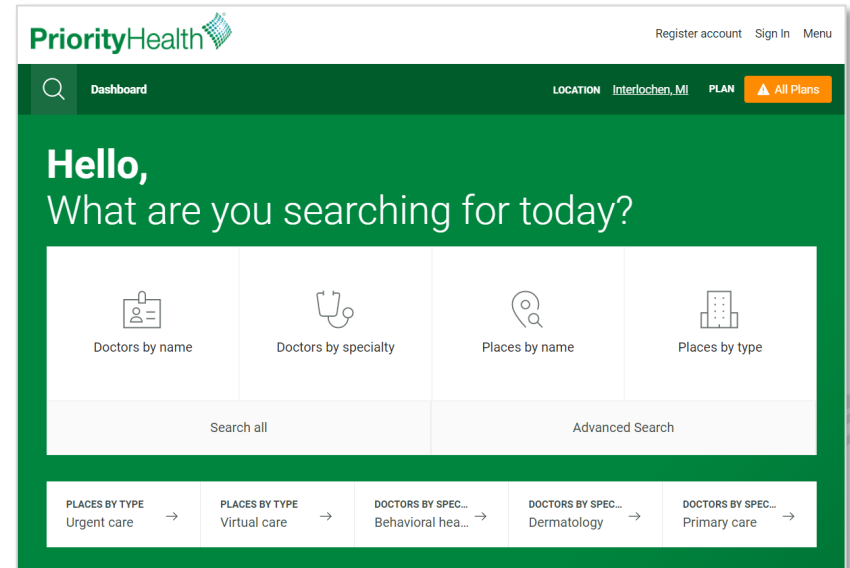 PriorityHealth
Register account Sign In Menu
Dashboard LOCATION Interlochen, MI PLAN All Plans
Hello,
What are you searching for today?
Doctors by name Doctors by specialty Places by name Places by type
Search all Advanced Search
PLACES BY TYPE PLACES BY TYPE DOCTORS BY SPEC... DOCTORS BY SPEC... DOCTORS BY SPEC...
Urgent care Virtual care Behavioral hea... Dermatology Primary care